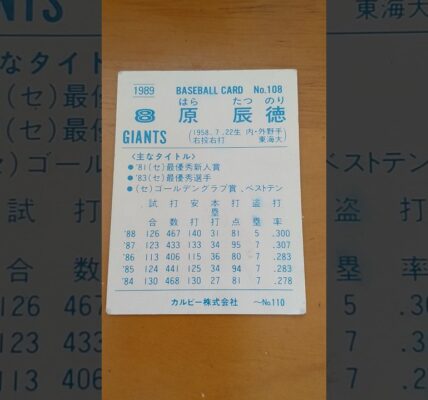 1989 BASEBALL CARD No.108
はら たつ のり
8 原 辰徳
GIANTS
(1958.7.22生 内・外野手
右投右打 東海大)
〈主なタイトル〉
●'81(セ)最優秀新人賞
●'83(セ)最優秀選手
●(セ)ゴールデングラブ賞、ベストテン
試合 打数 安打 本塁打 打点 盗塁 打率
'88 126 467 140 31 81 5 .300
'87 123 433 133 34 95 7 .307
'86 113 406 115 36 80 7 .283
'85 124 441 125 34 94 7 .283
'84 130 468 130 27 81 7 .278
カルビー株式会社 〜No.110